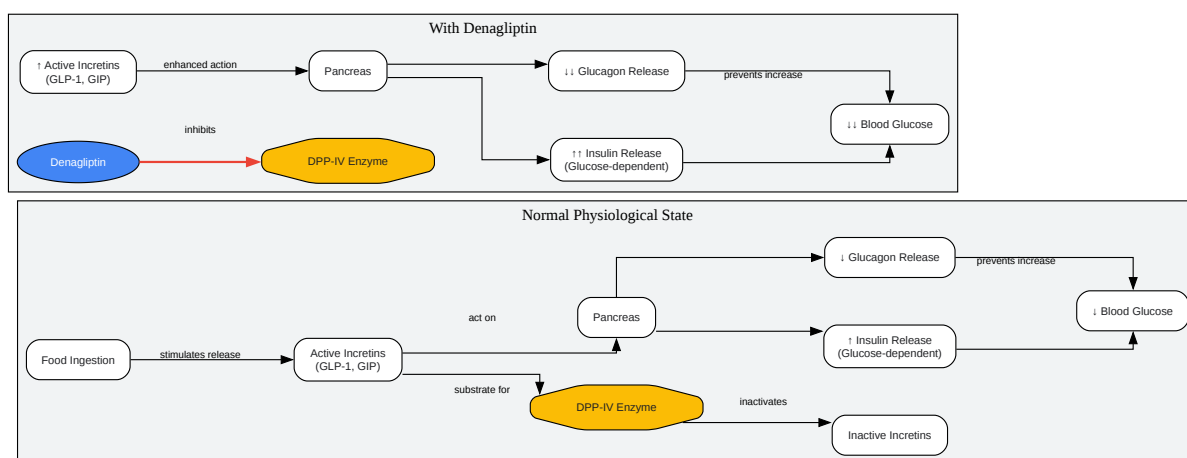 With Denagliptin
↑ Active Incretins
(GLP-1, GIP)
enhanced action
Pancreas
↓↓ Glucagon Release
prevents increase
↓↓ Blood Glucose
inhibits
Denagliptin
DPP-IV Enzyme
↑↑ Insulin Release
(Glucose-dependent)
Normal Physiological State
↓ Glucagon Release
prevents increase
↓ Blood Glucose
act on
Pancreas
Food Ingestion
stimulates release
Active Incretins
(GLP-1, GIP)
↑ Insulin Release
(Glucose-dependent)
substrate for
DPP-IV Enzyme
inactivates
Inactive Incretins